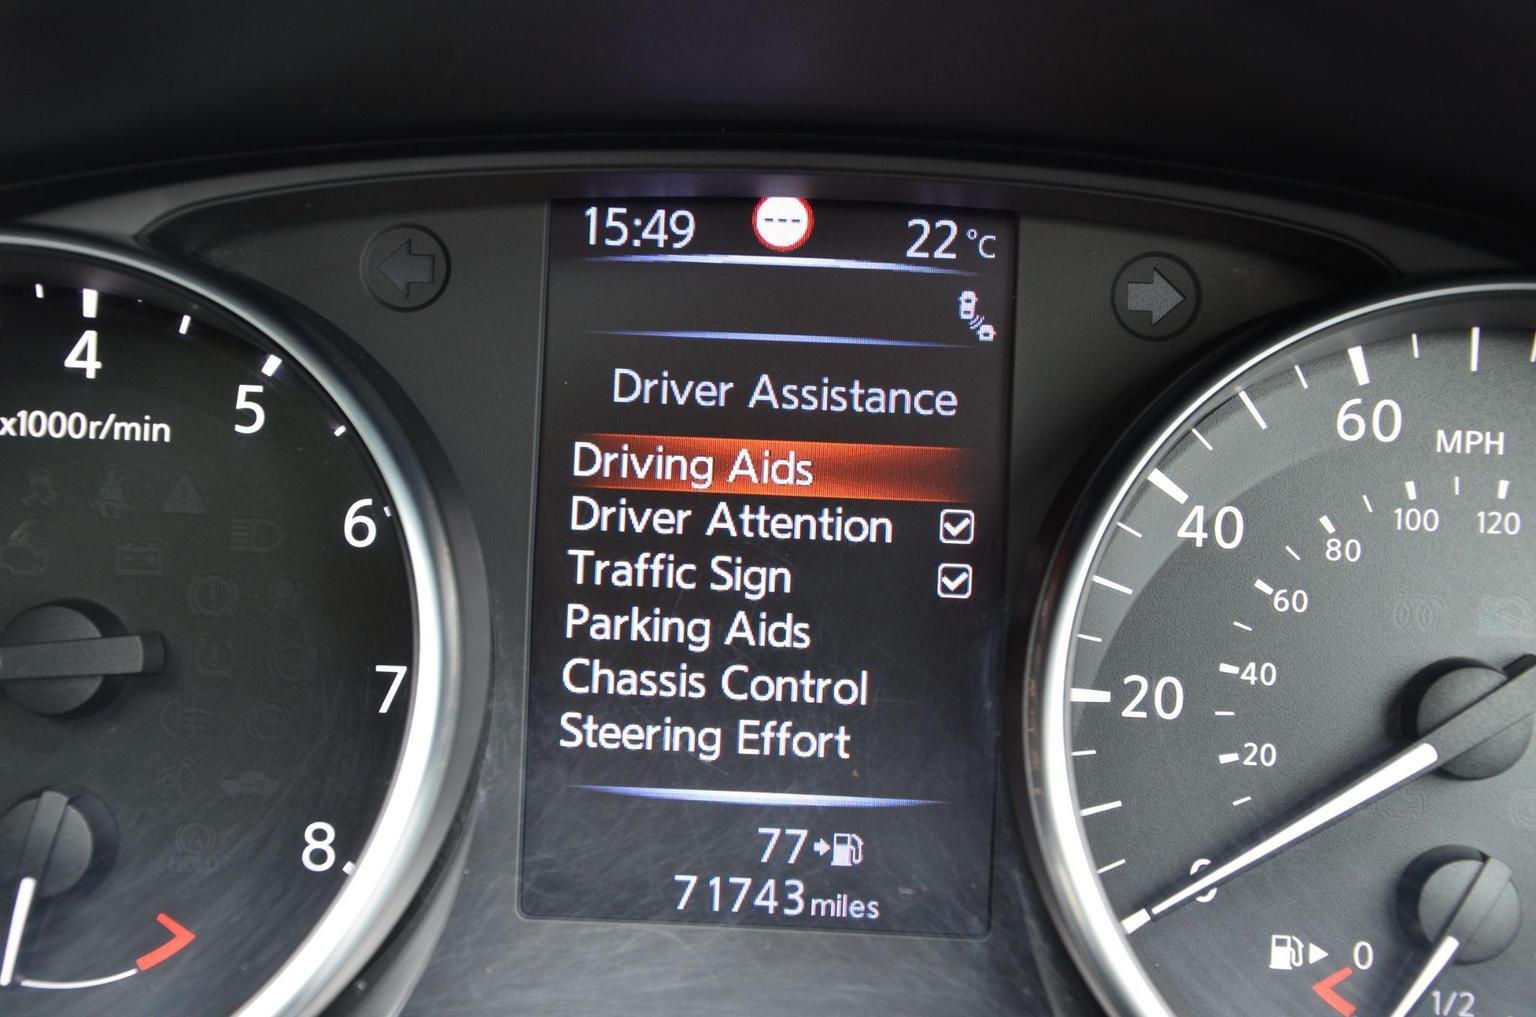 15:49 --- 22°C
Driver Assistance
Driving Aids
Driver Attention
Traffic Sign
Parking Aids
Chassis Control
Steering Effort
77
71743 miles
4
5
x1000r/min
6
7
8
60
MPH
40
100
120
80
60
20
40
20
0
0
1/2